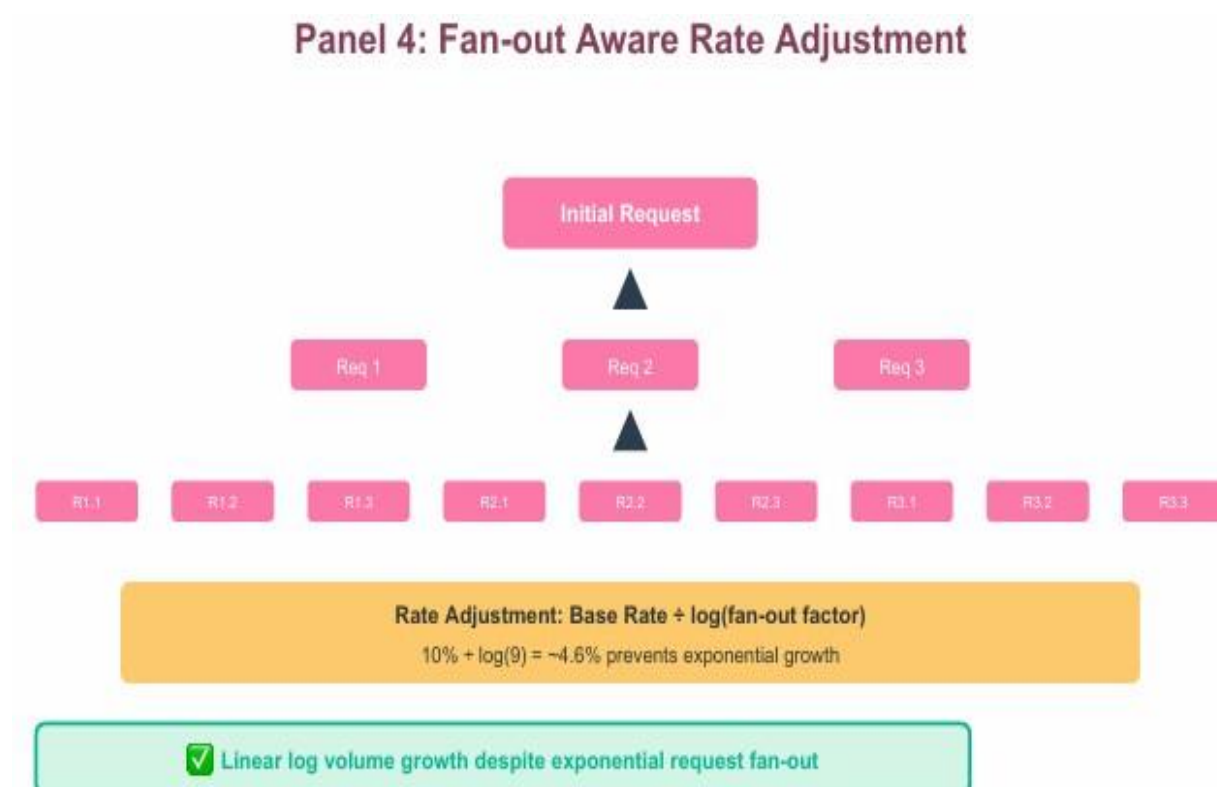 Panel 4: Fan-out Aware Rate Adjustment
Initial Request
Req 1 Req 2 Req 3
R1.1 R1.2 R1.3 R2.1 R2.2 R2.3 R3.1 R3.2 R3.3
Rate Adjustment: Base Rate ÷ log(fan-out factor)
10% ÷ log(9) = ~4.6% prevents exponential growth
✅ Linear log volume growth despite exponential request fan-out